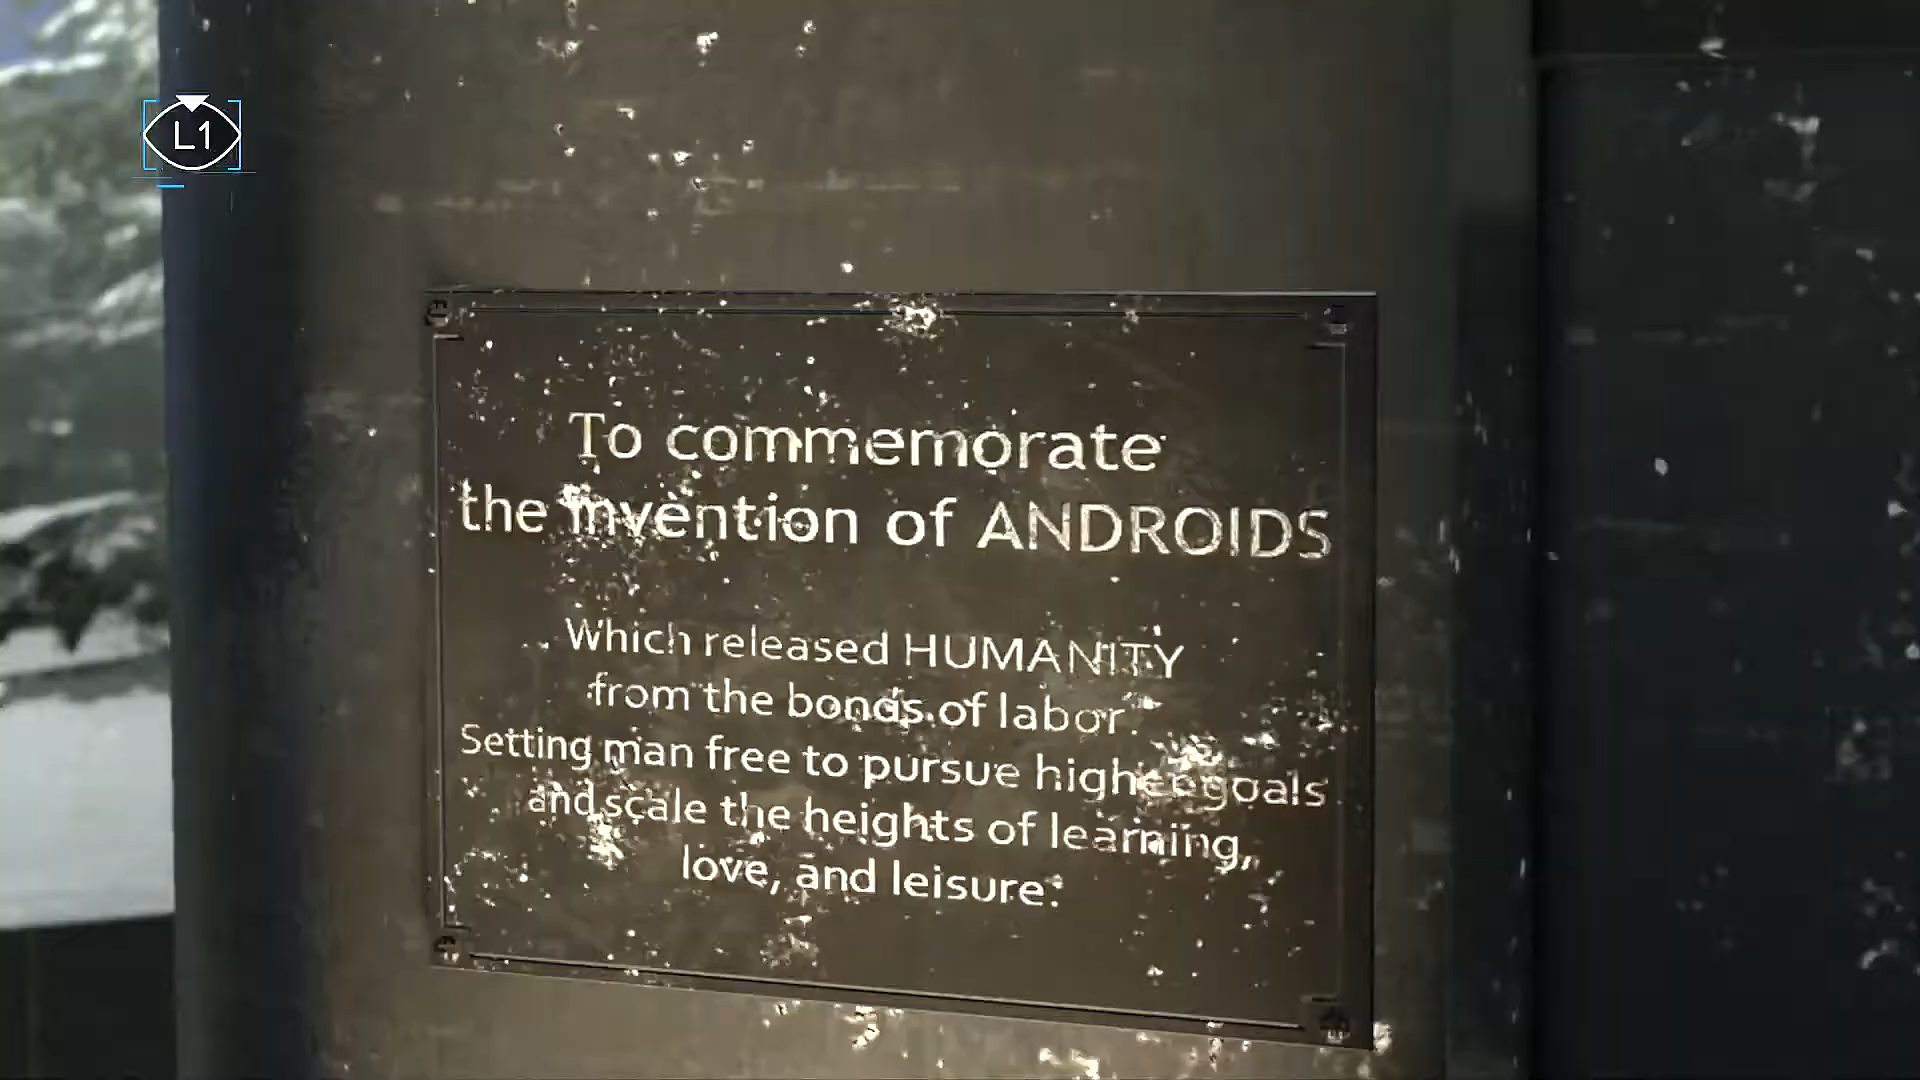 L1
To commemorate
the invention of ANDROIDS
Which released HUMANITY
from the bonds of labor.
Setting man free to pursue higher goals
and scale the heights of learning,
love, and leisure.